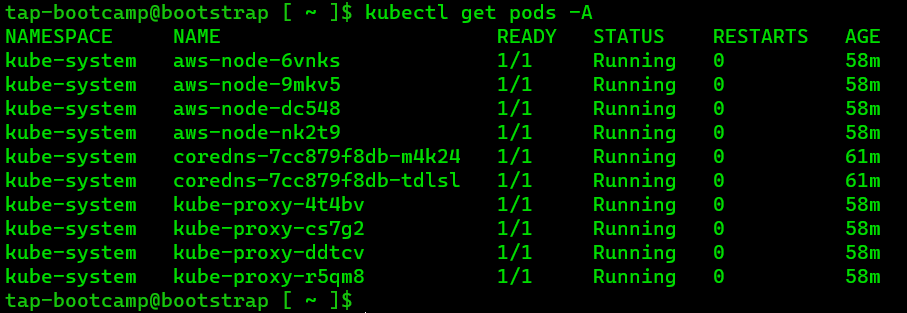 tap-bootcamp@bootstrap [ ~ ]$ kubectl get pods -A
NAMESPACE     NAME                       READY   STATUS    RESTARTS   AGE
kube-system   aws-node-6vnks             1/1     Running   0          58m
kube-system   aws-node-9mkv5             1/1     Running   0          58m
kube-system   aws-node-dc548             1/1     Running   0          58m
kube-system   aws-node-nk2t9             1/1     Running   0          58m
kube-system   coredns-7cc879f8db-m4k24   1/1     Running   0          61m
kube-system   coredns-7cc879f8db-tdlsl   1/1     Running   0          61m
kube-system   kube-proxy-4t4bv           1/1     Running   0          58m
kube-system   kube-proxy-cs7g2           1/1     Running   0          58m
kube-system   kube-proxy-ddtcv           1/1     Running   0          58m
kube-system   kube-proxy-r5qm8           1/1     Running   0          58m
tap-bootcamp@bootstrap [ ~ ]$